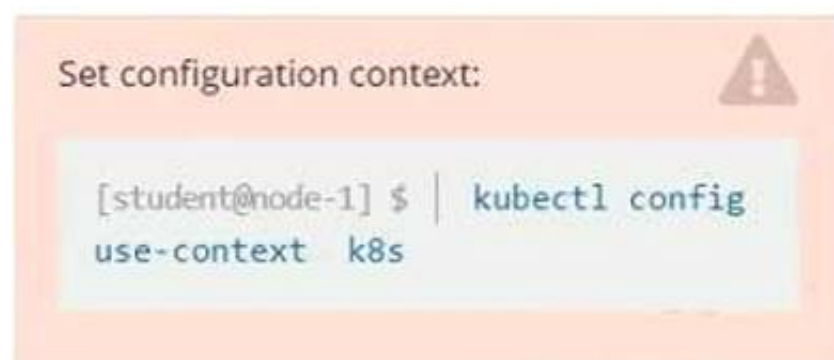 Set configuration context:
[student@node-1] $ | kubectl config
use-context k8s